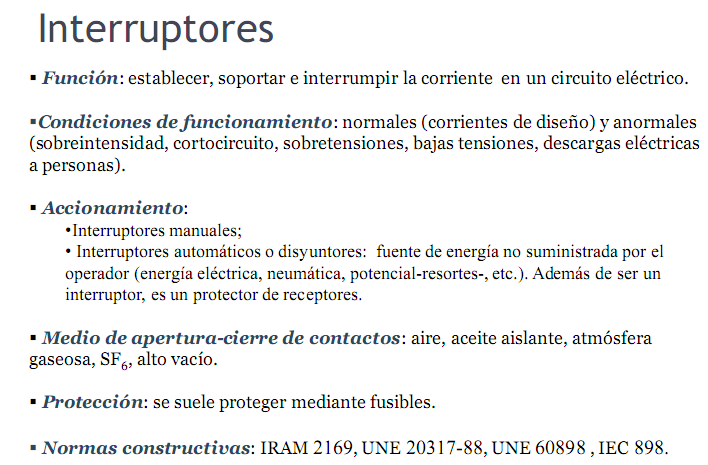 Interruptores
▪ Función: establecer, soportar e interrumpir la corriente en un circuito eléctrico.
▪Condiciones de funcionamiento: normales (corrientes de diseño) y anormales
(sobreintensidad, cortocircuito, sobretensiones, bajas tensiones, descargas eléctricas
a personas).
▪ Accionamiento:
•Interruptores manuales;
• Interruptores automáticos o disyuntores: fuente de energía no suministrada por el
operador (energía eléctrica, neumática, potencial-resortes-, etc.). Además de ser un
interruptor, es un protector de receptores.
▪ Medio de apertura-cierre de contactos: aire, aceite aislante, atmósfera
gaseosa, SF₆, alto vacío.
▪ Protección: se suele proteger mediante fusibles.
▪ Normas constructivas: IRAM 2169, UNE 20317-88, UNE 60898 , IEC 898.